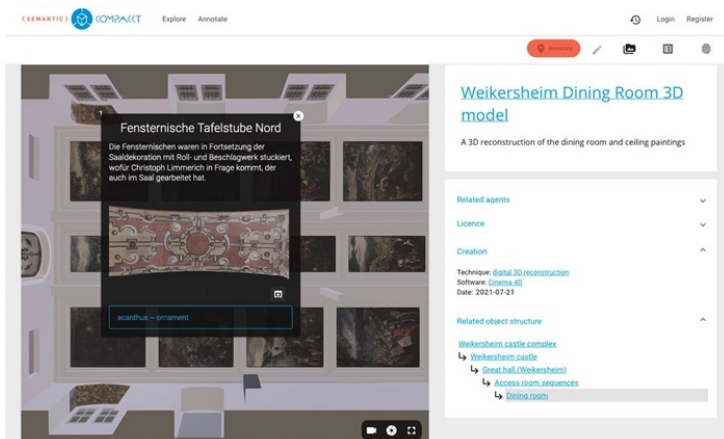 ⟨SEMANTIC⟩ KOMPAKKT Explore Annotate Login Register
Annotate
Fensternische Tafelstube Nord
Die Fensternischen waren in Fortsetzung der
Saaldekoration mit Roll- und Beschlagwerk stuckiert,
wofür Christoph Limmerich in Frage kommt, der
auch im Saal gearbeitet hat.
acanthus – ornament
Weikersheim Dining Room 3D
model
A 3D reconstruction of the dining room and ceiling paintings
Related agents
Licence
Creation
Technique: digital 3D reconstruction
Software: Cinema 4D
Date: 2021-07-21
Related object structure
Weikersheim castle complex
Weikersheim castle
Great hall (Weikersheim)
Access room sequences
Dining room